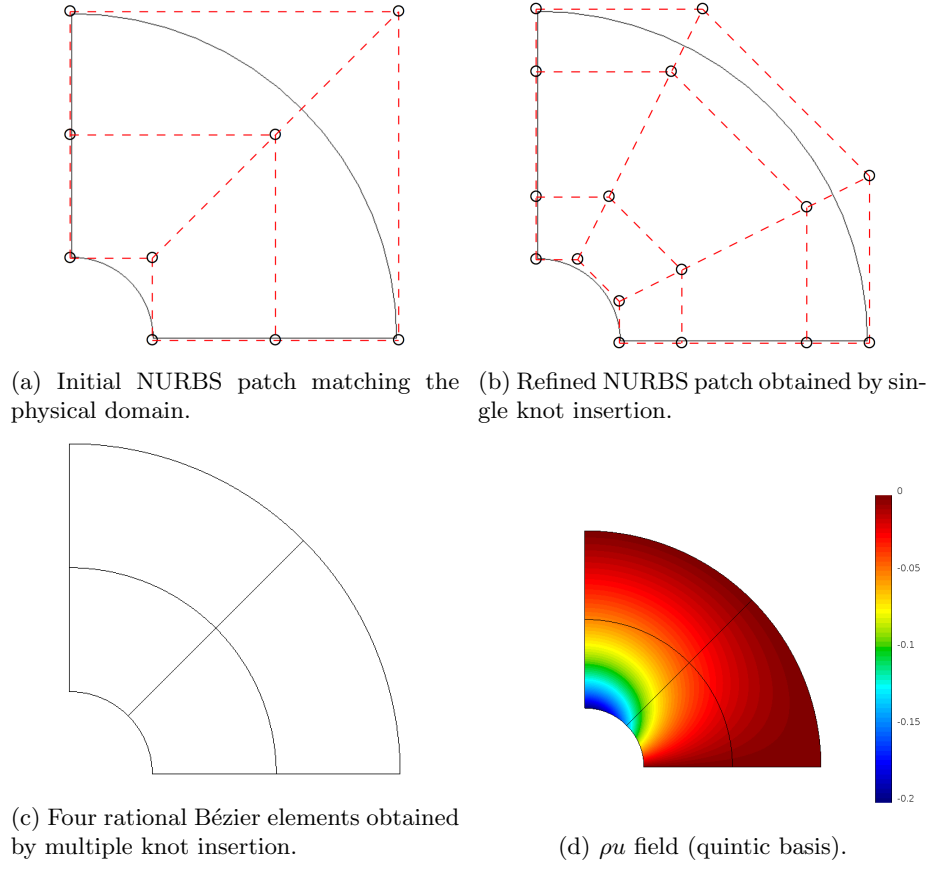 (a) Initial NURBS patch matching the
physical domain.
(b) Refined NURBS patch obtained by sin-
gle knot insertion.
(c) Four rational Bézier elements obtained
by multiple knot insertion.
0
-0.05
-0.1
-0.15
-0.2
(d) ρu field (quintic basis).